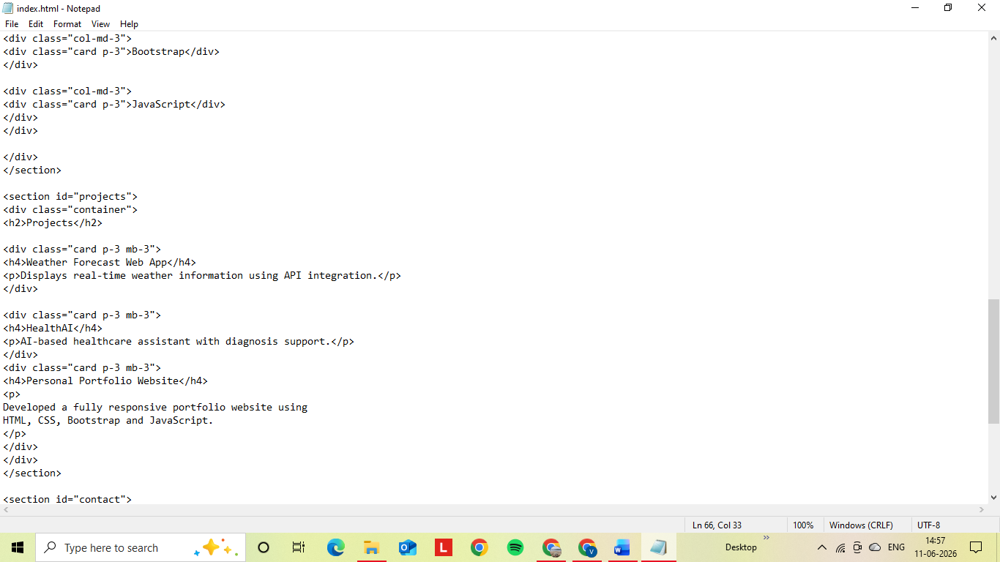 index.html - Notepad
File Edit Format View Help
<div class="col-md-3">
<div class="card p-3">Bootstrap</div>
</div>
<div class="col-md-3">
<div class="card p-3">JavaScript</div>
</div>
</div>
</div>
</section>
<section id="projects">
<div class="container">
<h2>Projects</h2>
<div class="card p-3 mb-3">
<h4>Weather Forecast Web App</h4>
<p>Displays real-time weather information using API integration.</p>
</div>
<div class="card p-3 mb-3">
<h4>HealthAI</h4>
<p>AI-based healthcare assistant with diagnosis support.</p>
</div>
<div class="card p-3 mb-3">
<h4>Personal Portfolio Website</h4>
<p>
Developed a fully responsive portfolio website using
HTML, CSS, Bootstrap and JavaScript.
</p>
</div>
</div>
</section>
<section id="contact">
Ln 66, Col 33 100% Windows (CRLF) UTF-8
Type here to search L V W Desktop ENG 14:57
11-06-2026